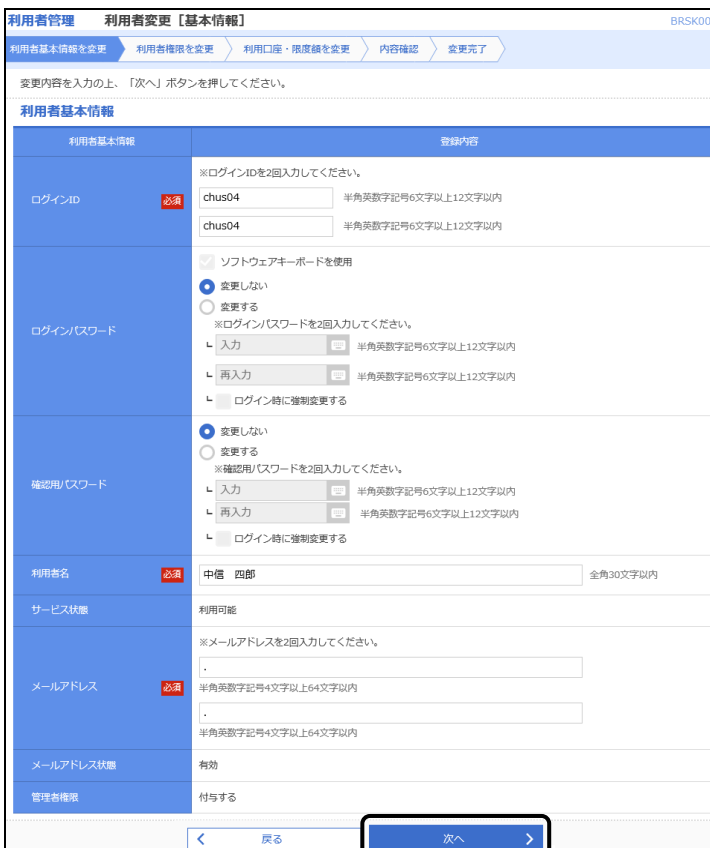 利用者管理　利用者変更［基本情報］　BRSK00
利用者基本情報を変更　利用者権限を変更　利用口座・限度額を変更　内容確認　変更完了
変更内容を入力の上、「次へ」ボタンを押してください。
利用者基本情報
利用者基本情報　登録内容
※ログインIDを2回入力してください。
ログインID　必須　chus04　半角英数字記号6文字以上12文字以内
chus04　半角英数字記号6文字以上12文字以内
ソフトウェアキーボードを使用
変更しない
変更する
※ログインパスワードを2回入力してください。
ログインパスワード
入力　半角英数字記号6文字以上12文字以内
再入力　半角英数字記号6文字以上12文字以内
ログイン時に強制変更する
変更しない
変更する
※確認用パスワードを2回入力してください。
確認用パスワード
入力　半角英数字記号6文字以上12文字以内
再入力　半角英数字記号6文字以上12文字以内
ログイン時に強制変更する
利用者名　必須　中信　四郎　全角30文字以内
サービス状態　利用可能
※メールアドレスを2回入力してください。
.
メールアドレス　必須　半角英数字記号4文字以上64文字以内
.
半角英数字記号4文字以上64文字以内
メールアドレス状態　有効
管理者権限　付与する
戻る　次へ